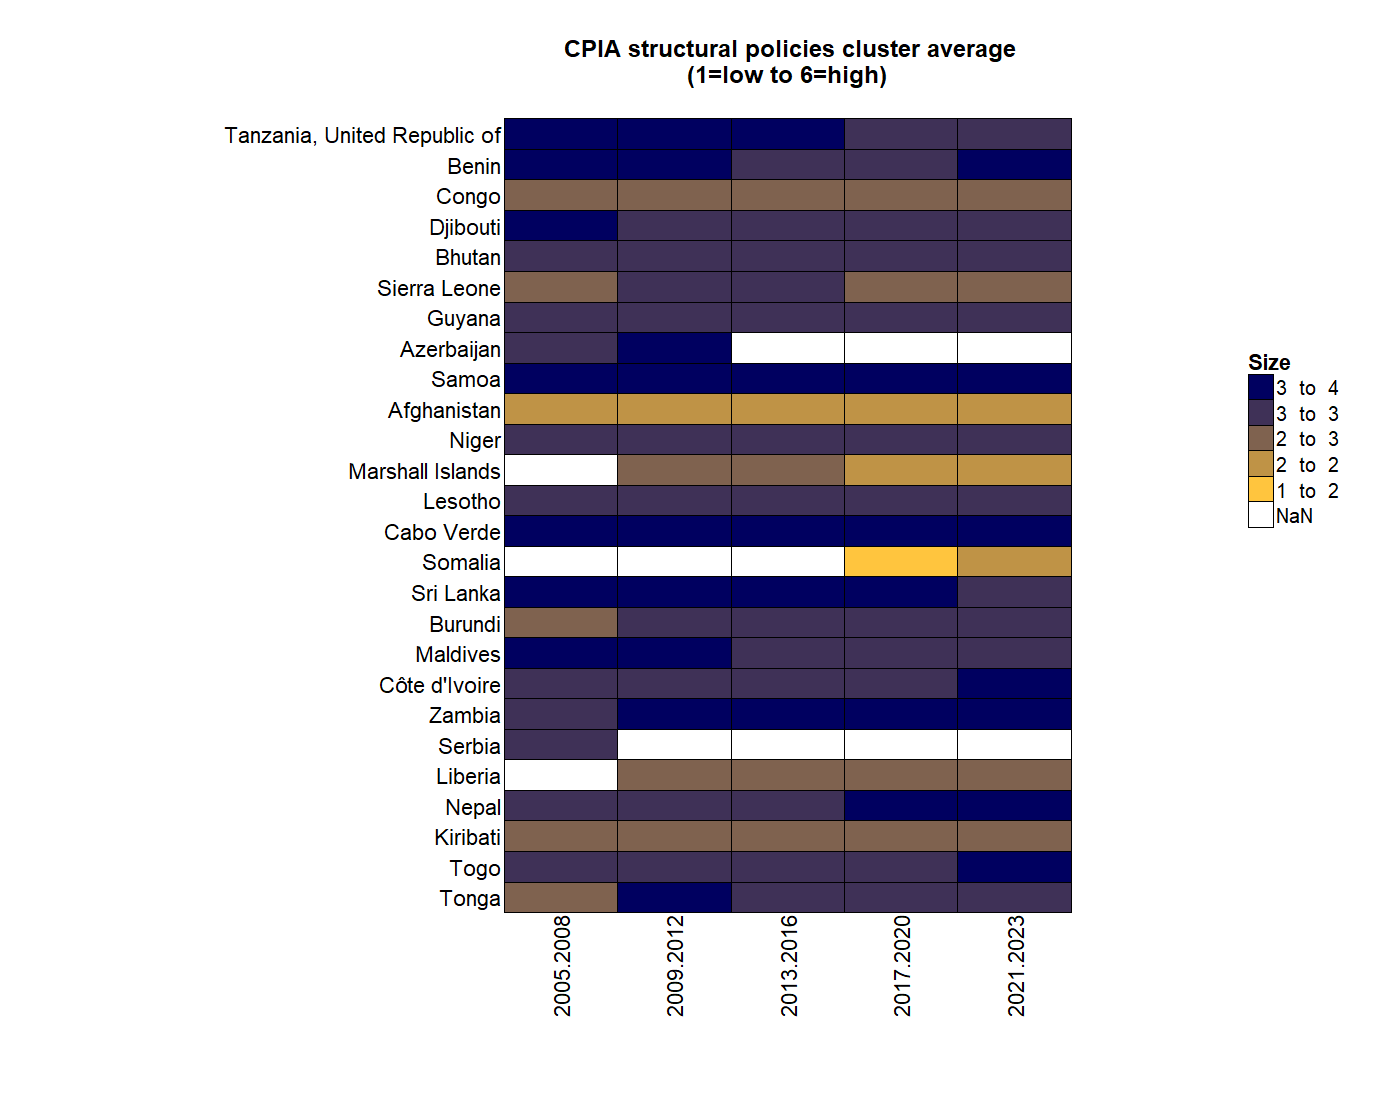 CPIA structural policies cluster average
(1=low to 6=high)
Tanzania, United Republic of
Benin
Congo
Djibouti
Bhutan
Sierra Leone
Guyana
Azerbaijan
Samoa
Afghanistan
Niger
Marshall Islands
Lesotho
Cabo Verde
Somalia
Sri Lanka
Burundi
Maldives
Côte d'Ivoire
Zambia
Serbia
Liberia
Nepal
Kiribati
Togo
Tonga
2005.2008
2009.2012
2013.2016
2017.2020
2021.2023
Size
3 to 4
3 to 3
2 to 3
2 to 2
1 to 2
NaN